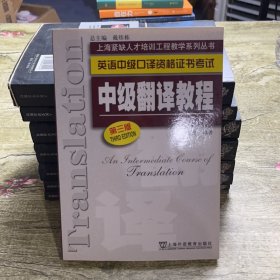 总主编 戴炜栋
上海紧缺人才培训工程教学系列丛书
英语中级口译资格证书考试
中级翻译教程
第三版
THIRD EDITION
An Intermediate Course of
Translation
Translation
译
上海外语教育出版社